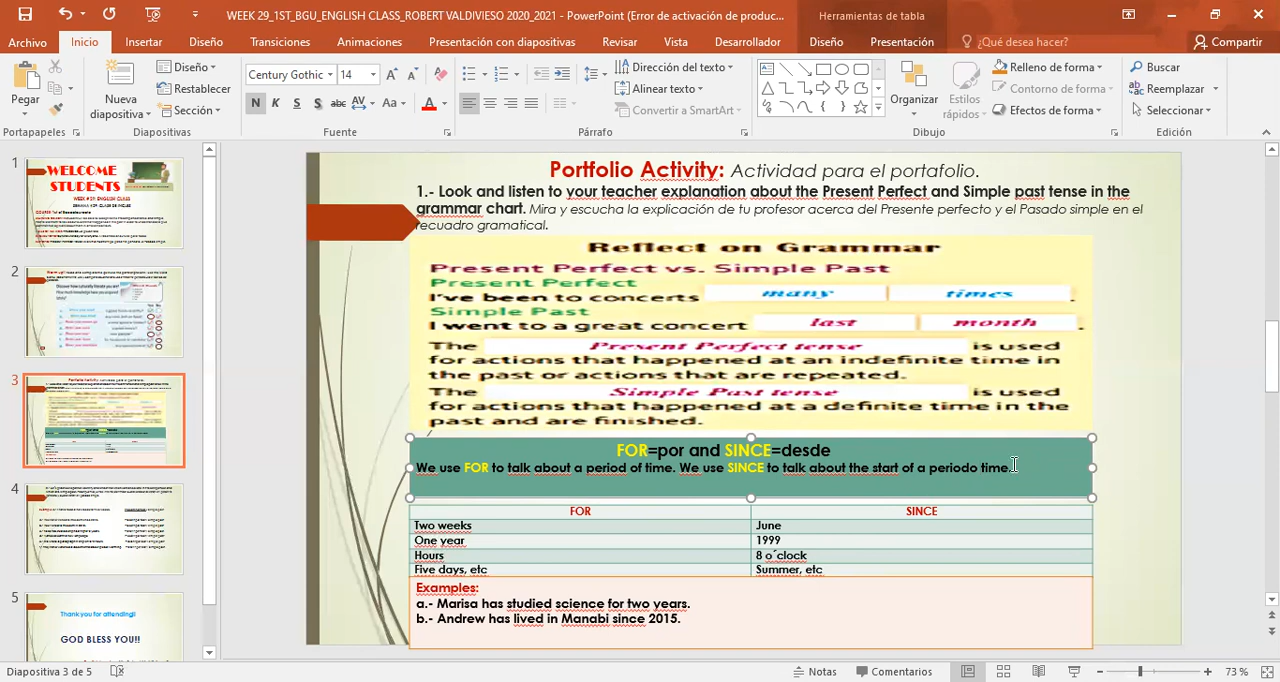 WEEK 29_1ST_BGU_ENGLISH CLASS_ROBERT VALDIVIESO 2020_2021 - PowerPoint (Error de activación de produc...
Herramientas de tabla
Archivo Inicio Insertar Diseño Transiciones Animaciones Presentación con diapositivas Revisar Vista Desarrollador Diseño Presentación ¿Qué desea hacer? Compartir
Pegar
Nueva diapositiva
Diseño
Restablecer
Sección
Century Gothic 14
N K S S abc AV Aa A
Dirección del texto
Alinear texto
Convertir a SmartArt
Organizar
Estilos rápidos
Relleno de forma
Contorno de forma
Efectos de forma
Buscar
Reemplazar
Seleccionar
Portapapeles Diapositivas Fuente Párrafo Dibujo Edición
1
WELCOME
STUDENTS
2
3
4
5
Thank you for attending!!
GOD BLESS YOU!!
Portfolio Activity: Actividad para el portafolio.
1.- Look and listen to your teacher explanation about the Present Perfect and Simple past tense in the
grammar chart. Mira y escucha la explicación de tu profesor acerca del Presente perfecto y el Pasado simple en el
recuadro gramatical.
Reflect on Grammar
Present Perfect vs. Simple Past
Present Perfect
I've been to concerts many times.
Simple Past
I went to a great concert last month.
The Present Perfect tense is used
for actions that happened at an indefinite time in
the past or actions that are repeated.
The Simple Past tense is used
for actions that happened at a definite time in the
past and are finished.
FOR=por and SINCE=desde
We use FOR to talk about a period of time. We use SINCE to talk about the start of a periodo time.
FOR SINCE
Two weeks June
One year 1999
Hours 8 o´clock
Five days, etc Summer, etc
Examples:
a.- Marisa has studied science for two years.
b.- Andrew has lived in Manabi since 2015.
Diapositiva 3 de 5 Notas Comentarios 73 %